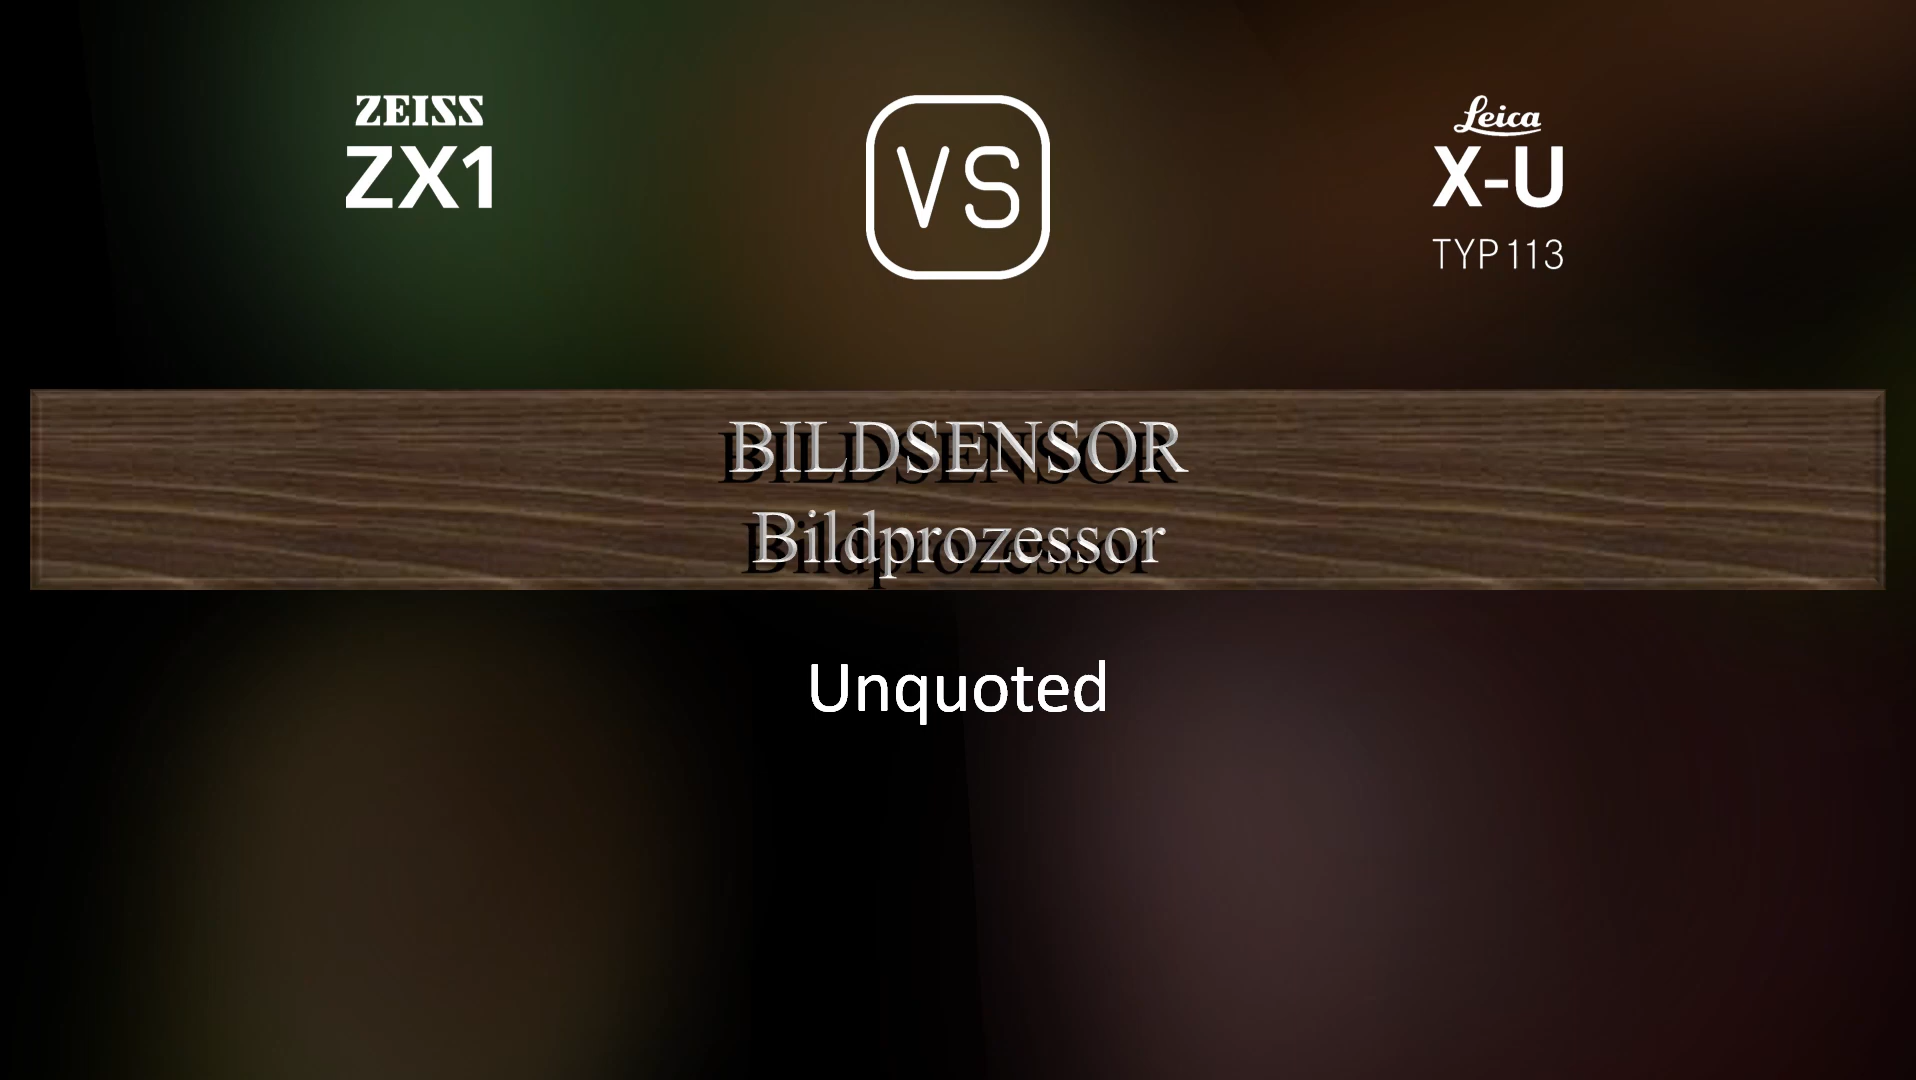 ZEISS
ZX1
VS
Leica
X-U
TYP 113
BILDSENSOR
Bildprozessor
Unquoted